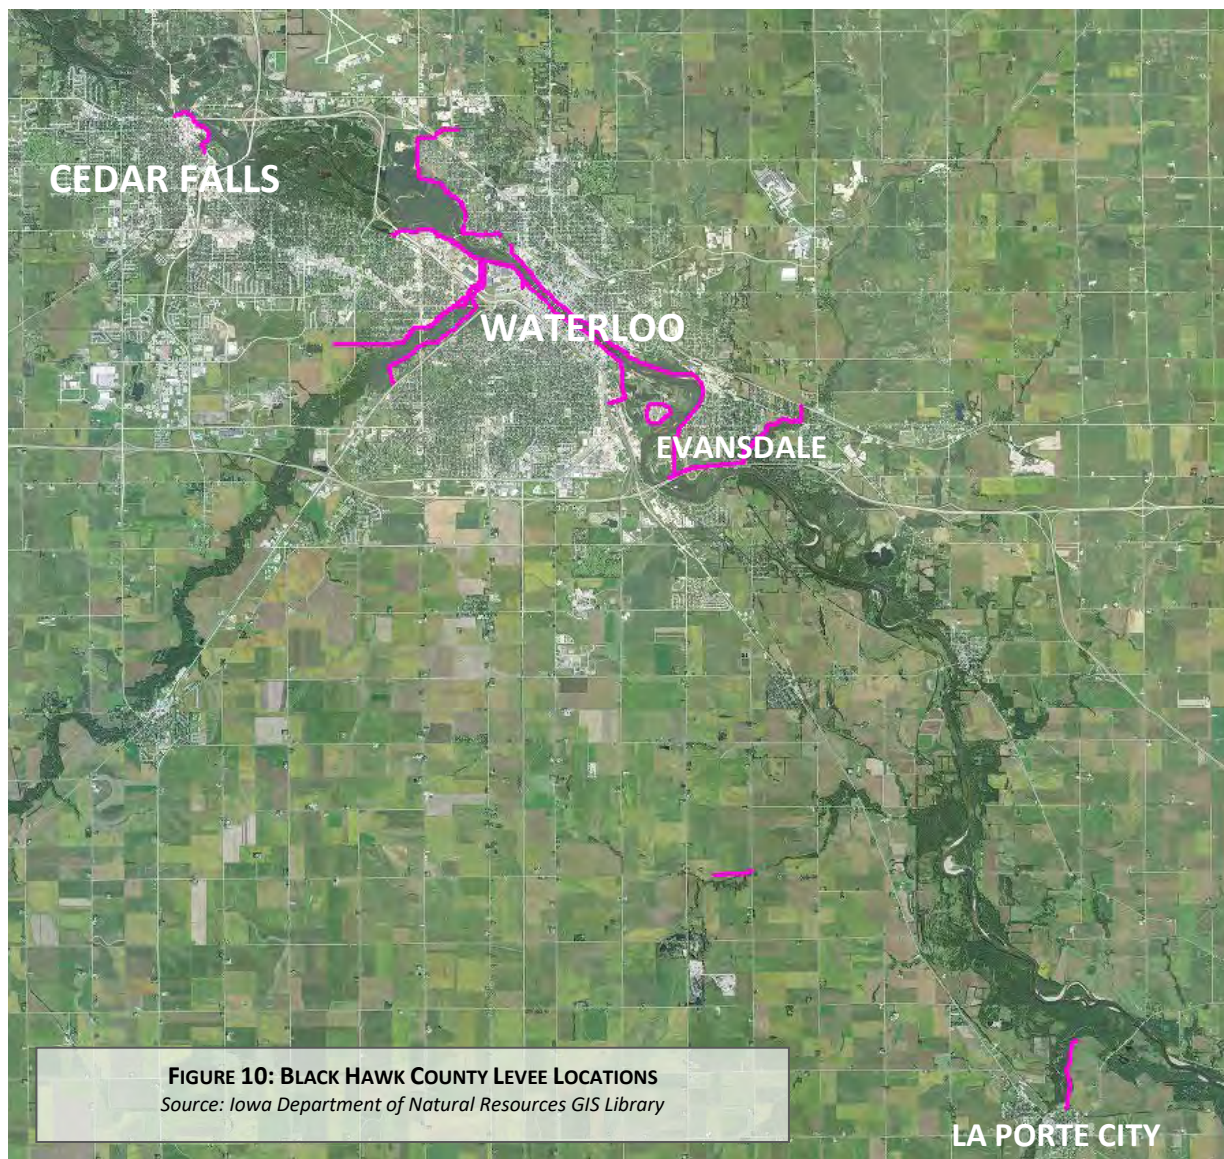 CEDAR FALLS
WATERLOO
EVANSDALE
FIGURE 10: BLACK HAWK COUNTY LEVEE LOCATIONS
Source: Iowa Department of Natural Resources GIS Library
LA PORTE CITY